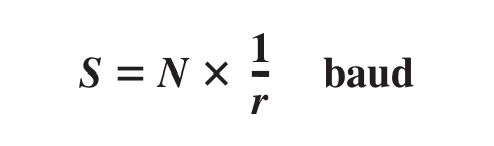 S = N × 1/r baud